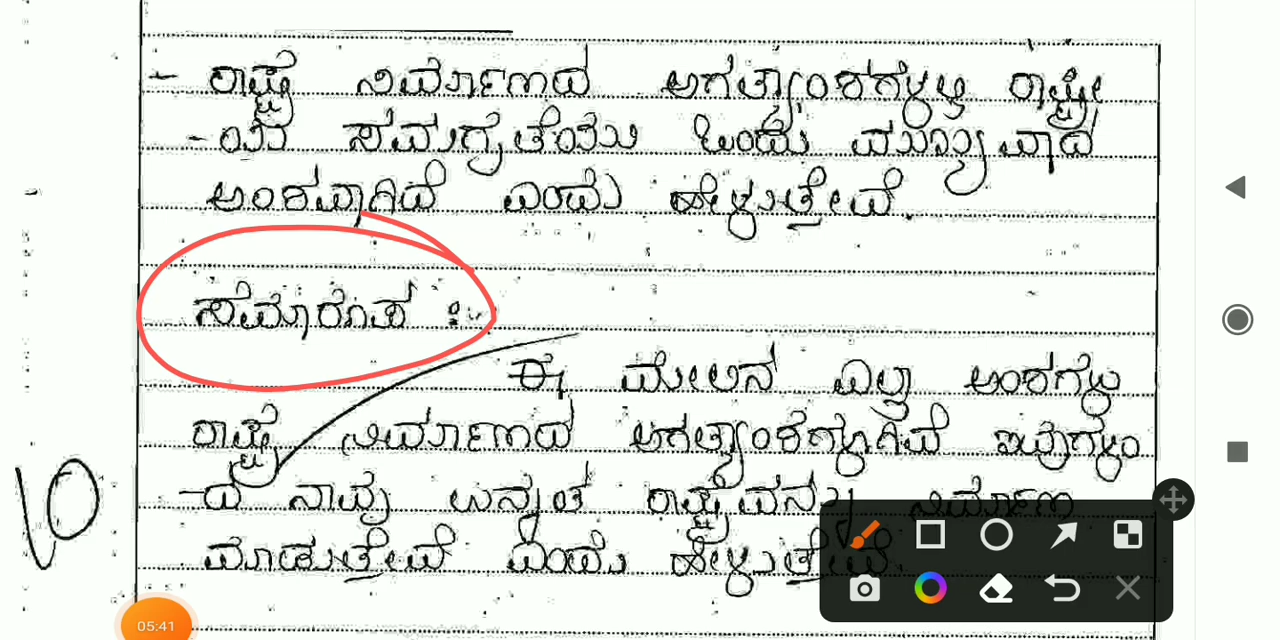 - ರಾಷ್ಟ್ರ ನಿರ್ಮಾಣದ ಅಗತ್ಯಾಂಶಗಳಲ್ಲಿ ರಾಷ್ಟ್ರೀ
- ಯ ಸಮಗ್ರತೆಯು ಒಂದು ಮುಖ್ಯವಾದ
ಅಂಶವಾಗಿದೆ ಎಂದು ಹೇಳುತ್ತೇವೆ.
ಸಮಾರೋಪ :
ಈ ಮೇಲಿನ ಎಲ್ಲಾ ಅಂಶಗಳು
ರಾಷ್ಟ್ರ ನಿರ್ಮಾಣದ ಅಗತ್ಯಾಂಶಗಳಾಗಿವೆ ಇವುಗಳಿಂ
-ದ ನಾವು ಉನ್ನತ ರಾಷ್ಟ್ರವನ್ನು ನಿರ್ಮಾಣ
ಮಾಡುತ್ತೇವೆ ಎಂದು ಹೇಳುತ್ತೇವೆ.
10
05:41